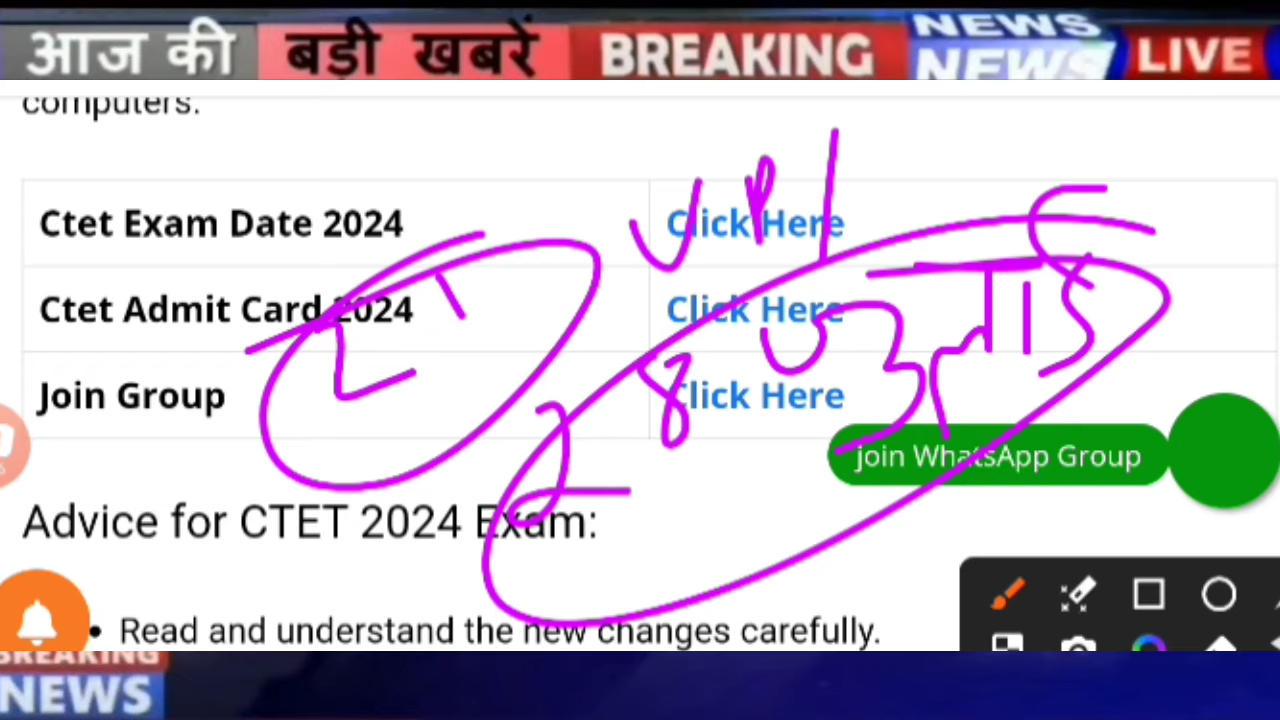 आज की बड़ी खबरें BREAKING NEWS NEWS LIVE
computers.
Ctet Exam Date 2024 Click Here
Ctet Admit Card 2024 Click Here
Join Group Click Here
join WhatsApp Group
Advice for CTET 2024 Exam:
• Read and understand the new changes carefully.
BREAKING
NEWS